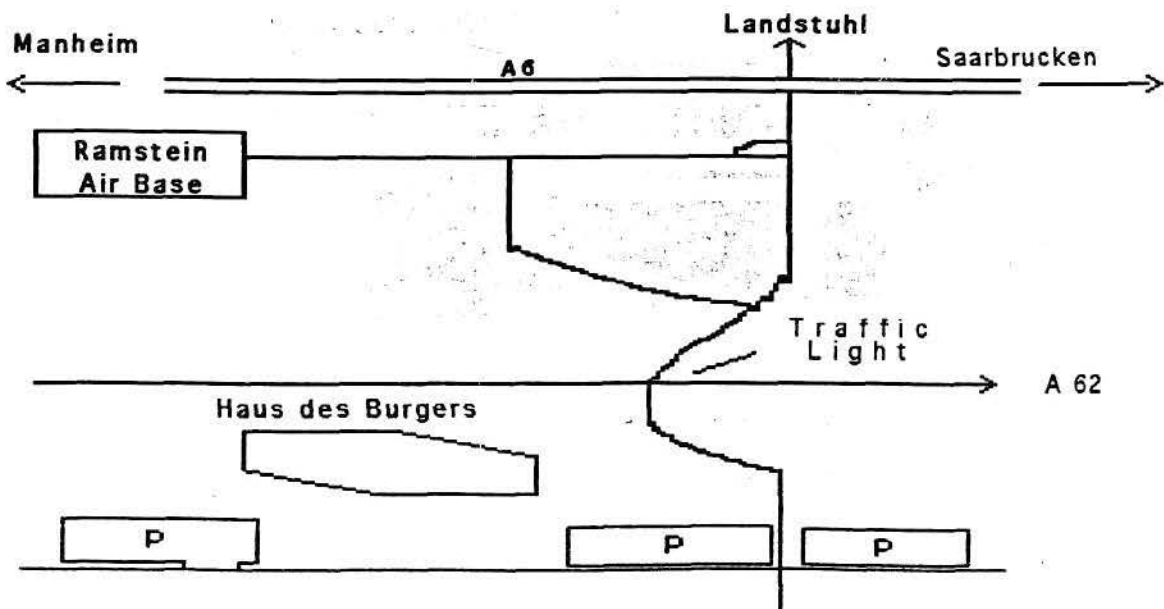 Landstuhl
Manheim
A6
Saarbrucken
Ramstein
Air Base
Traffic
Light
A 62
Haus des Burgers
P
P
P